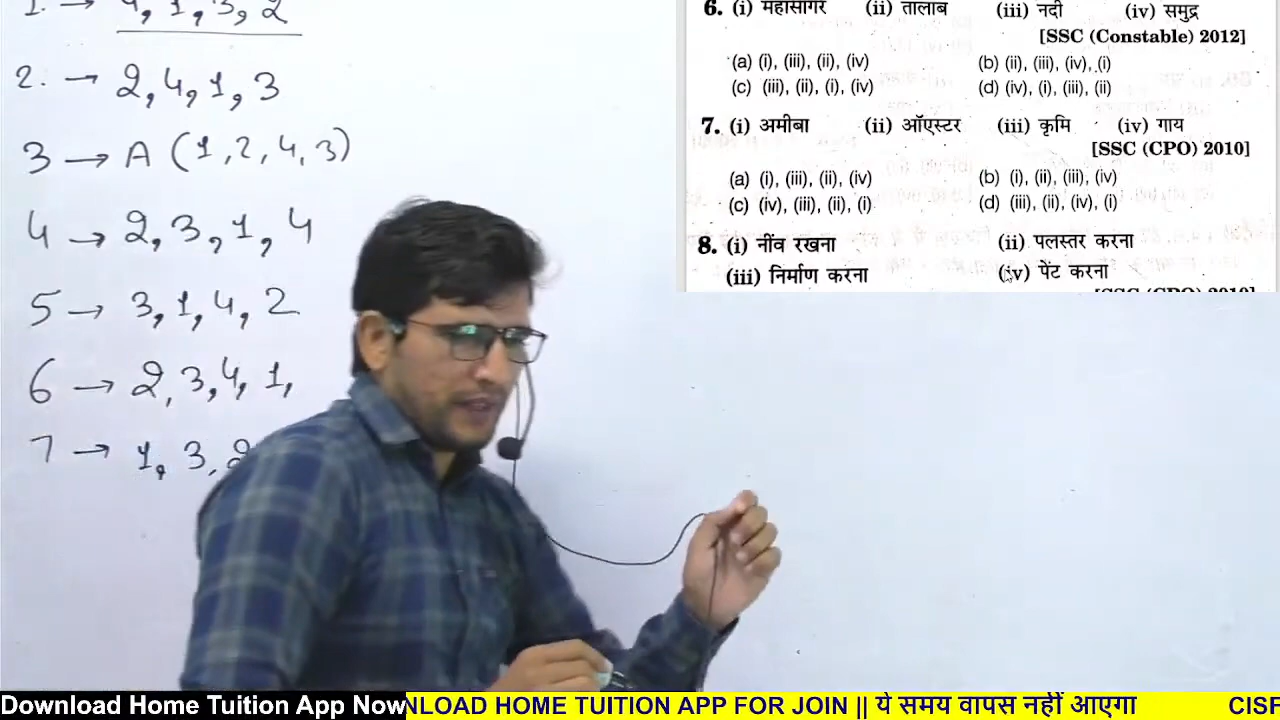 1. → 4, 1, 3, 2
2. → 2, 4, 1, 3
3 → A (1, 2, 4, 3)
4 → 2, 3, 1, 4
5 → 3, 1, 4, 2
6 → 2, 3, 4, 1,
7 → 1, 3, 2
6. (i) महासागर (ii) तालाब (iii) नदी (iv) समुद्र
[SSC (Constable) 2012]
(a) (i), (iii), (ii), (iv) (b) (ii), (iii), (iv), (i)
(c) (iii), (ii), (i), (iv) (d) (iv), (i), (iii), (ii)
7. (i) अमीबा (ii) ऑएस्टर (iii) कृमि (iv) गाय
[SSC (CPO) 2010]
(a) (i), (iii), (ii), (iv) (b) (i), (ii), (iii), (iv)
(c) (iv), (iii), (ii), (i) (d) (iii), (ii), (iv), (i)
8. (i) नींव रखना (ii) पलस्तर करना
(iii) निर्माण करना (iv) पेंट करना
[SSC (CPO) 2010]
Download Home Tuition App Now NLOAD HOME TUITION APP FOR JOIN || ये समय वापस नहीं आएगा CISF